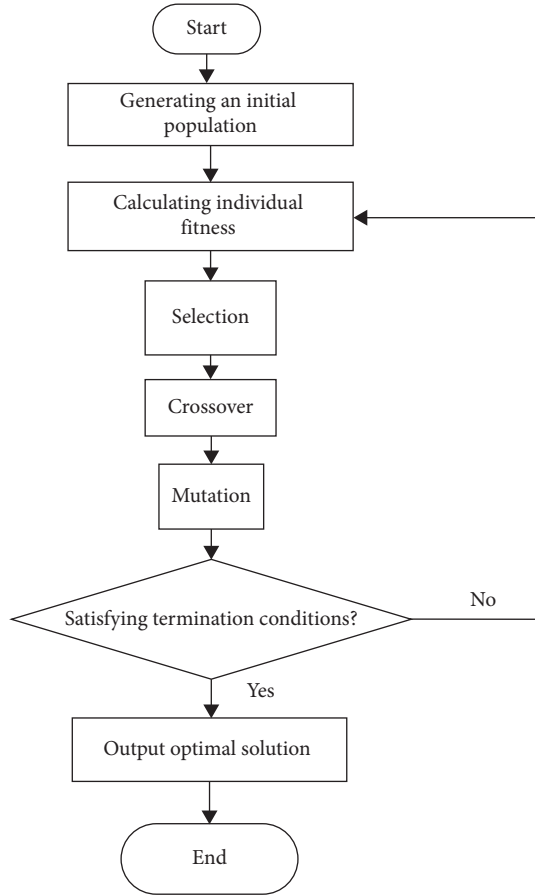 Start
Generating an initial
population
Calculating individual
fitness
Selection
Crossover
Mutation
Satisfying termination conditions?
No
Yes
Output optimal solution
End